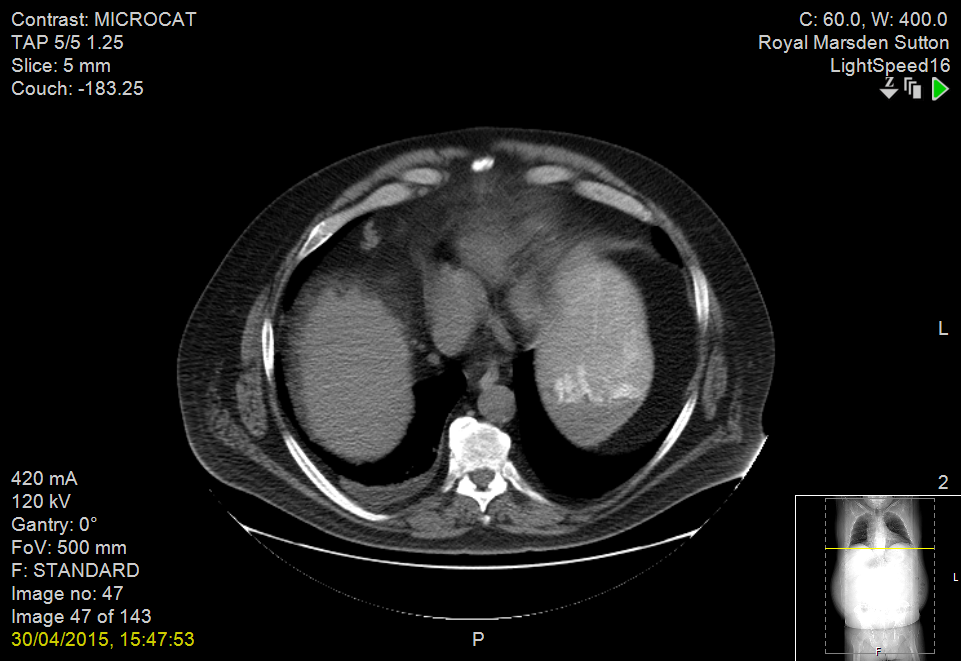 Contrast: MICROCAT
TAP 5/5 1.25
Slice: 5 mm
Couch: -183.25
C: 60.0, W: 400.0
Royal Marsden Sutton
LightSpeed16
Z
L
2
420 mA
120 kV
Gantry: 0°
FoV: 500 mm
F: STANDARD
Image no: 47
Image 47 of 143
30/04/2015, 15:47:53
P
L
F